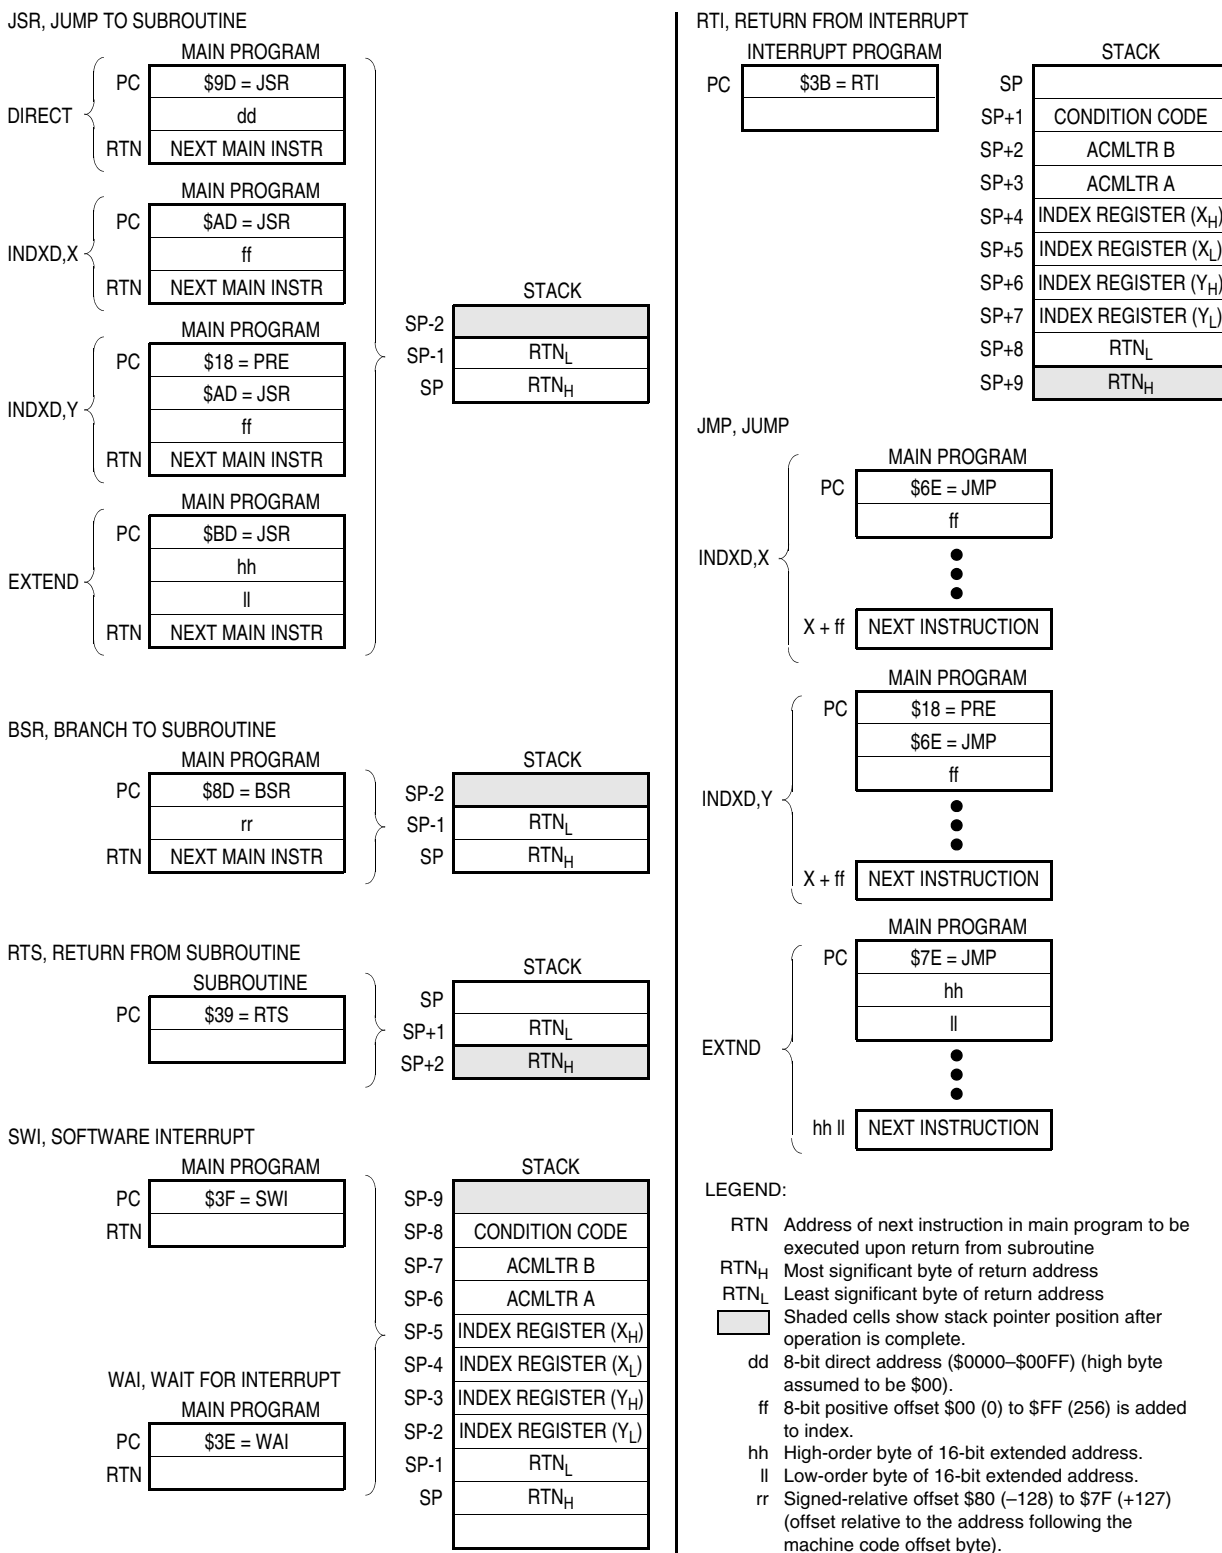 JSR, JUMP TO SUBROUTINE
MAIN PROGRAM
DIRECT
PC $9D = JSR
dd
RTN NEXT MAIN INSTR
MAIN PROGRAM
INDXD,X
PC $AD = JSR
ff
RTN NEXT MAIN INSTR
MAIN PROGRAM
INDXD,Y
PC $18 = PRE
$AD = JSR
ff
RTN NEXT MAIN INSTR
MAIN PROGRAM
EXTEND
PC $BD = JSR
hh
ll
RTN NEXT MAIN INSTR
STACK
SP-2
SP-1 RTNL
SP RTNH
BSR, BRANCH TO SUBROUTINE
MAIN PROGRAM
PC $8D = BSR
rr
RTN NEXT MAIN INSTR
STACK
SP-2
SP-1 RTNL
SP RTNH
RTS, RETURN FROM SUBROUTINE
SUBROUTINE
PC $39 = RTS
STACK
SP
SP+1 RTNL
SP+2 RTNH
SWI, SOFTWARE INTERRUPT
MAIN PROGRAM
PC $3F = SWI
RTN
WAI, WAIT FOR INTERRUPT
MAIN PROGRAM
PC $3E = WAI
RTN
STACK
SP-9
SP-8 CONDITION CODE
SP-7 ACMLTR B
SP-6 ACMLTR A
SP-5 INDEX REGISTER (XH)
SP-4 INDEX REGISTER (XL)
SP-3 INDEX REGISTER (YH)
SP-2 INDEX REGISTER (YL)
SP-1 RTNL
SP RTNH
RTI, RETURN FROM INTERRUPT
INTERRUPT PROGRAM
PC $3B = RTI
STACK
SP
SP+1 CONDITION CODE
SP+2 ACMLTR B
SP+3 ACMLTR A
SP+4 INDEX REGISTER (XH)
SP+5 INDEX REGISTER (XL)
SP+6 INDEX REGISTER (YH)
SP+7 INDEX REGISTER (YL)
SP+8 RTNL
SP+9 RTNH
JMP, JUMP
MAIN PROGRAM
INDXD,X
PC $6E = JMP
ff
X + ff NEXT INSTRUCTION
MAIN PROGRAM
INDXD,Y
PC $18 = PRE
$6E = JMP
ff
X + ff NEXT INSTRUCTION
MAIN PROGRAM
EXTND
PC $7E = JMP
hh
ll
hh ll NEXT INSTRUCTION
LEGEND:
RTN Address of next instruction in main program to be
executed upon return from subroutine
RTNH Most significant byte of return address
RTNL Least significant byte of return address
Shaded cells show stack pointer position after
operation is complete.
dd 8-bit direct address ($0000–$00FF) (high byte
assumed to be $00).
ff 8-bit positive offset $00 (0) to $FF (256) is added
to index.
hh High-order byte of 16-bit extended address.
ll Low-order byte of 16-bit extended address.
rr Signed-relative offset $80 (–128) to $7F (+127)
(offset relative to the address following the
machine code offset byte).